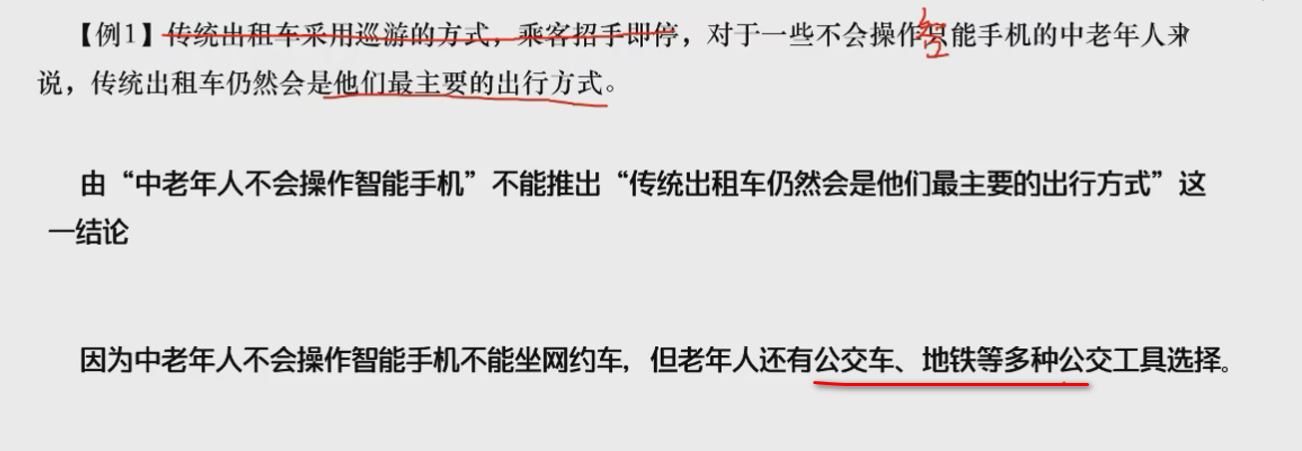 【例1】传统出租车采用巡游的方式，乘客招手即停，对于一些不会操作智能手机的中老年人来
说，传统出租车仍然会是他们最主要的出行方式。
由“中老年人不会操作智能手机”不能推出“传统出租车仍然会是他们最主要的出行方式”这
一结论
因为中老年人不会操作智能手机不能坐网约车，但老年人还有公交车、地铁等多种公交工具选择。